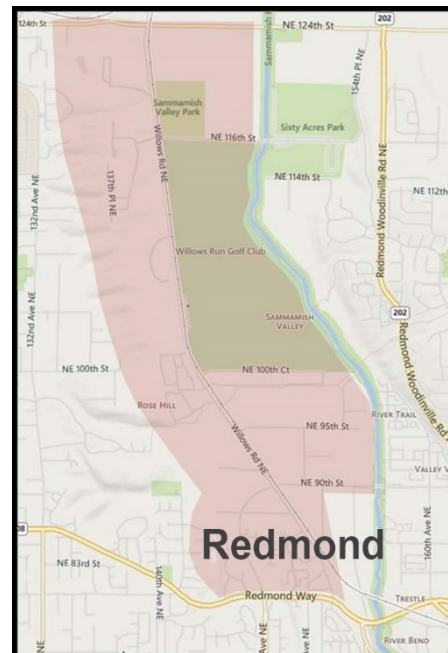 124th St
202
NE 124th St
Sammamish
154th Pl NE
Sammamish
Valley Park
Sixty Acres Park
NE 116th St
Willows Rd NE
132nd Ave NE
137th Pl NE
NE 114th St
NE 112th
Redmond Woodinville Rd NE
Willows Run Golf Club
202
132nd Ave NE
SAMMAMISH
VALLEY
Redmond Woodinville Rd
NE 100th St
NE 100th Ct
ROSE HILL
RIVER TRAIL
NE 95th St
Willows Rd NE
VALLEY V
NE 90th St
Redmond
160th Ave NE
08
NE 83rd St
140th Ave NE
Redmond Way
TRESTLE
RIVER BEND